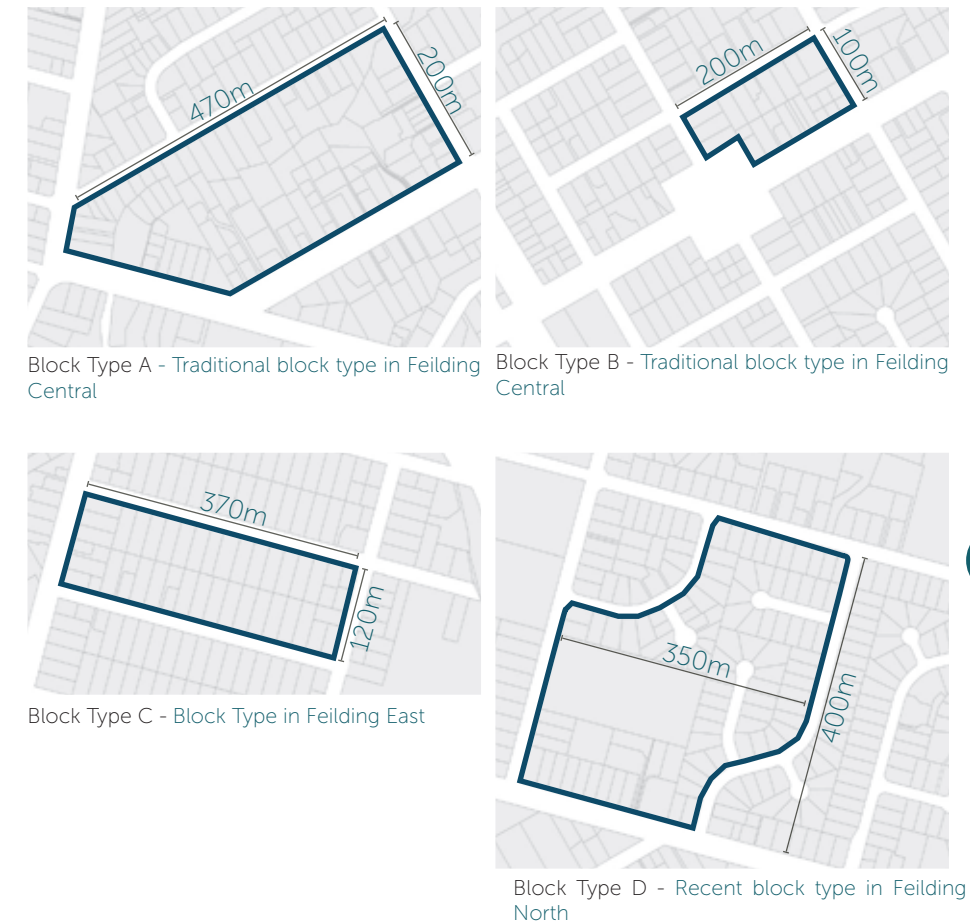 470m
200m
Block Type A - Traditional block type in Feilding
Central
200m
100m
Block Type B - Traditional block type in Feilding
Central
370m
120m
Block Type C - Block Type in Feilding East
350m
400m
Block Type D - Recent block type in Feilding
North